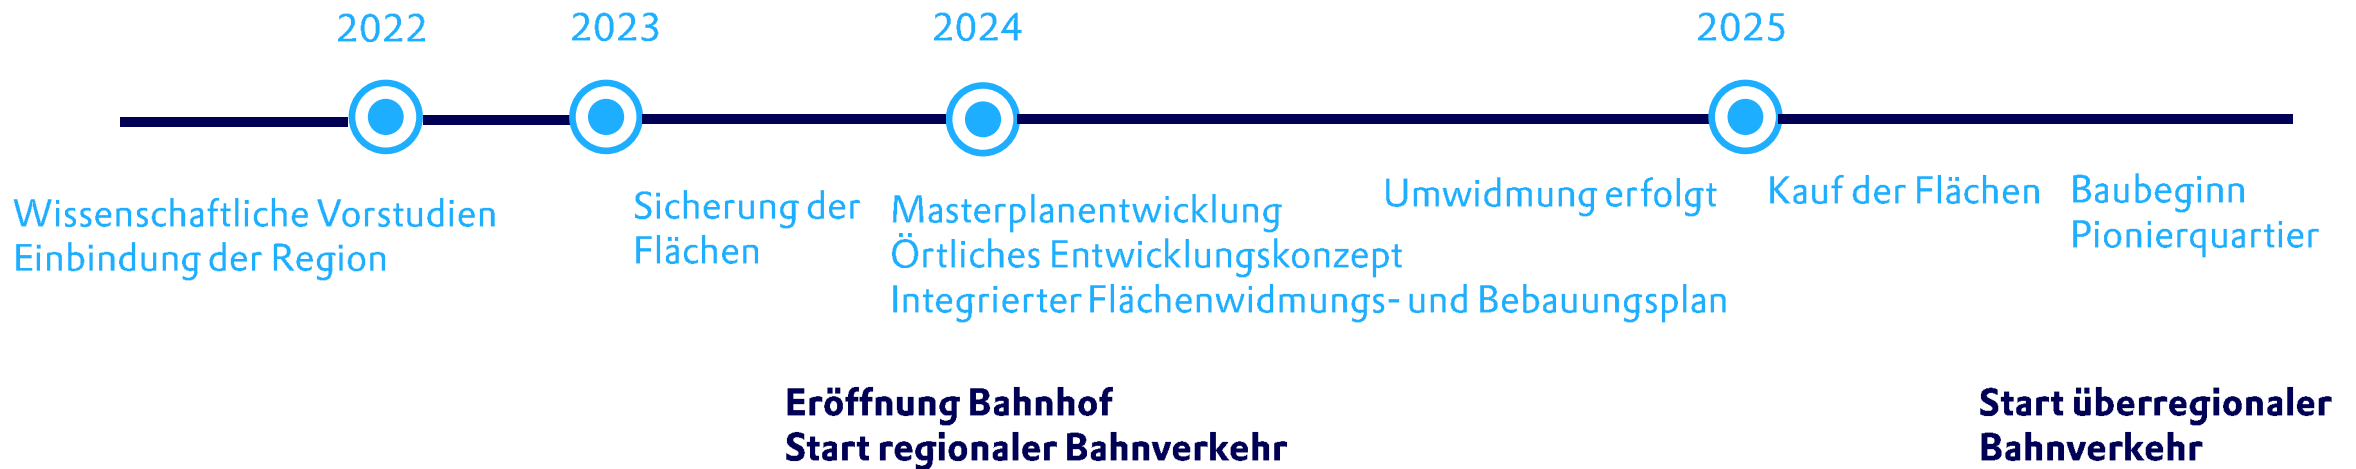 2022
2023
2024
2025
Wissenschaftliche Vorstudien
Einbindung der Region
Sicherung der
Flächen
Masterplanentwicklung
Örtliches Entwicklungskonzept
Integrierter Flächenwidmungs- und Bebauungsplan
Umwidmung erfolgt
Kauf der Flächen
Baubeginn
Pionierquartier
Eröffnung Bahnhof
Start regionaler Bahnverkehr
Start überregionaler
Bahnverkehr